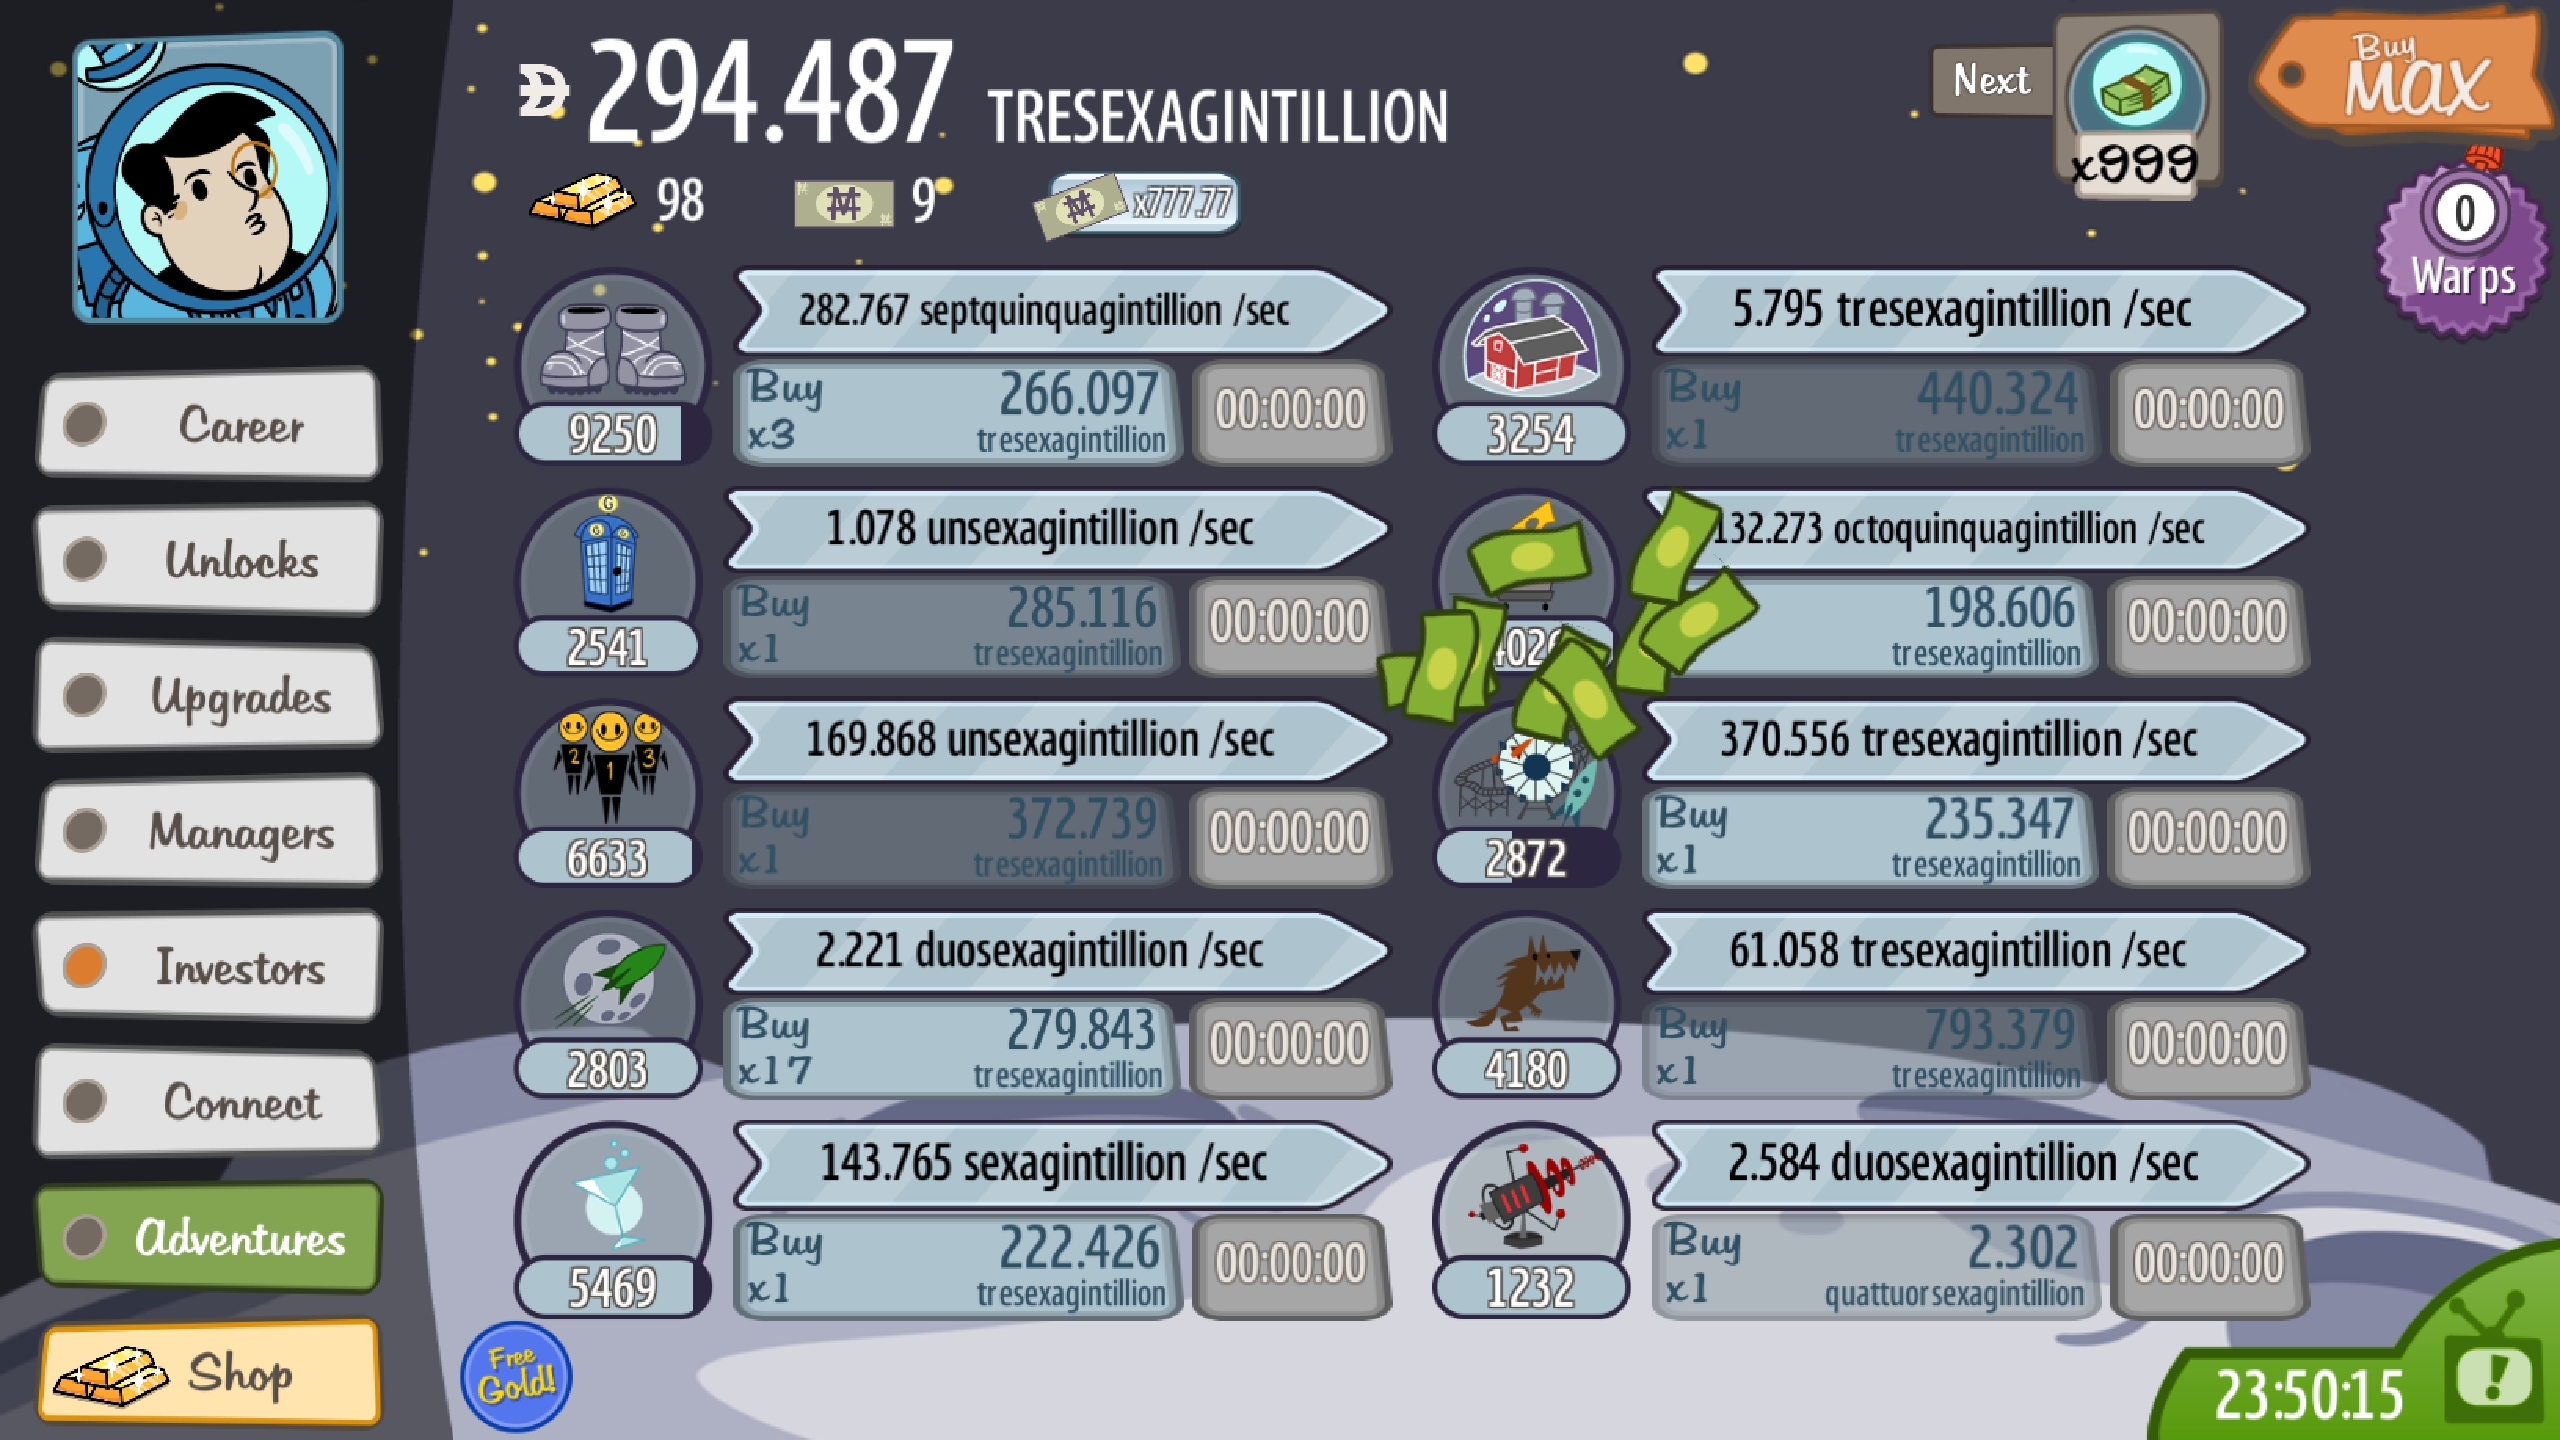 294.487 TRESEXAGINTILLION
98
9
x777.77
Next
x999
Buy
MAX
0
Warps
Career
Unlocks
Upgrades
Managers
Investors
Connect
Adventures
Shop
282.767 septquinquagintillion /sec
Buy
x3
266.097
tresexagintillion
00:00:00
9250
5.795 tresexagintillion /sec
Buy
x1
440.324
tresexagintillion
00:00:00
3254
G
1.078 unsexagintillion /sec
Buy
x1
285.116
tresexagintillion
00:00:00
2541
132.273 octoquinquagintillion /sec
198.606
tresexagintillion
00:00:00
2 1 3
169.868 unsexagintillion /sec
Buy
x1
372.739
tresexagintillion
00:00:00
6633
370.556 tresexagintillion /sec
Buy
x1
235.347
tresexagintillion
00:00:00
2872
2.221 duosexagintillion /sec
Buy
x17
279.843
tresexagintillion
00:00:00
2803
61.058 tresexagintillion /sec
Buy
x1
793.379
tresexagintillion
00:00:00
4180
143.765 sexagintillion /sec
Buy
x1
222.426
tresexagintillion
00:00:00
5469
2.584 duosexagintillion /sec
Buy
x1
2.302
quattuorsexagintillion
00:00:00
1232
Free
Gold!
23:50:15